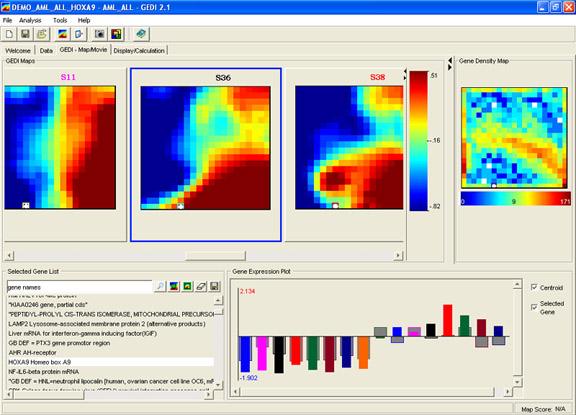 DEMO_AML_ALL_HOXA9 - AML_ALL - GEDI 2.1
File Analysis Tools Help
Welcome Data GEDI - Map/Movie Display/Calculation
GEDI Maps
S11 S36 S38
.51
-.16
-.82
Gene Density Map
0 9 171
Selected Gene List
gene names
"KIAA0246 gene, partial cds"
"PEPTIDYL-PROLYL CIS-TRANS ISOMERASE, MITOCHONDRIAL PRECURSO
LAMP2 Lysosome-associated membrane protein 2 {alternative products}
Liver mRNA for interferon-gamma inducing factor(IGIF)
GB DEF = PTX3 gene promotor region
AHR AH-receptor
HOXA9 Homeo box A9
NF-IL6-beta protein mRNA
"GB DEF = HNL=neutrophil lipocalin [human, ovarian cancer cell line OC6, mR
Gene Expression Plot
2.134
-1.902
Centroid
Selected
Gene
Map Score: N/A